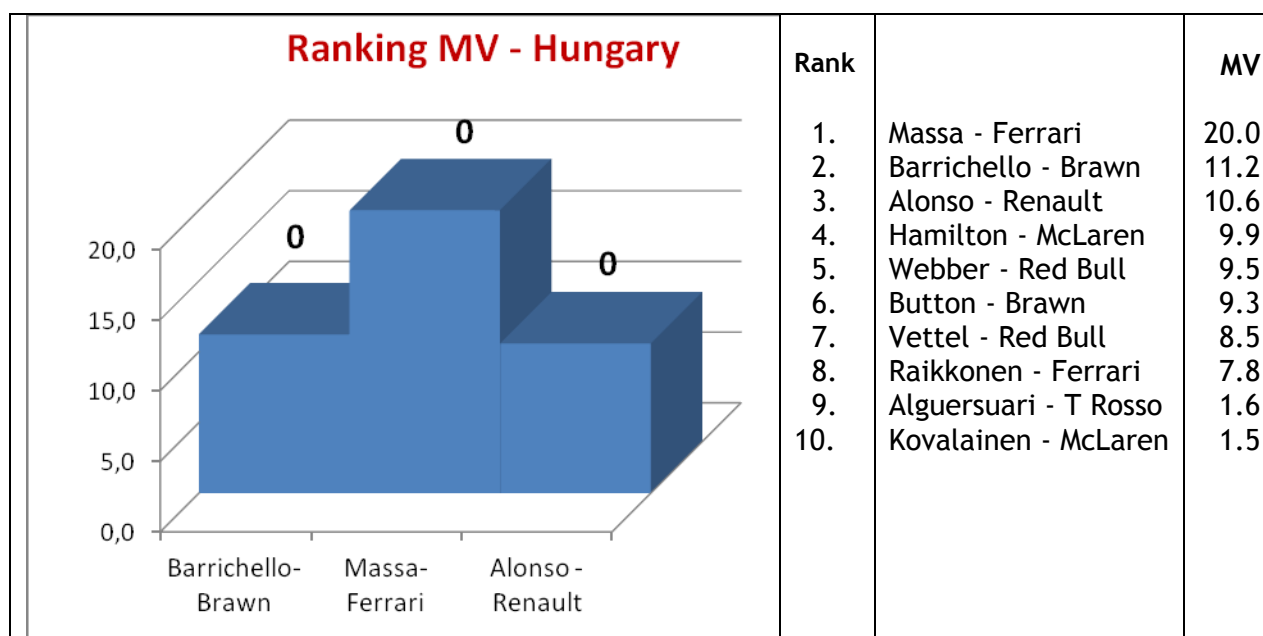 Ranking MV - Hungary
0
0
0
20,0
15,0
10,0
5,0
0,0
Barrichello-
Brawn
Massa-
Ferrari
Alonso -
Renault
Rank MV
1. Massa - Ferrari 20.0
2. Barrichello - Brawn 11.2
3. Alonso - Renault 10.6
4. Hamilton - McLaren 9.9
5. Webber - Red Bull 9.5
6. Button - Brawn 9.3
7. Vettel - Red Bull 8.5
8. Raikkonen - Ferrari 7.8
9. Alguersuari - T Rosso 1.6
10. Kovalainen - McLaren 1.5